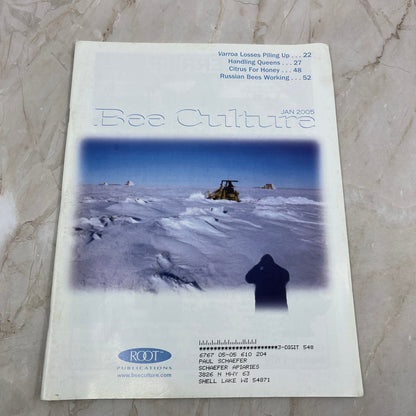 Varroa Losses Piling Up . . . 22
Handling Queens . . . 27
Citrus For Honey . . . 48
Russian Bees Working . . . 52
JAN 2005
Bee Culture
ROOT
PUBLICATIONS
www.beeculture.com
***********************3-DIGIT 548
6767 05-05 610 204
PAUL SCHAEFER
SCHAEFER APIARIES
3826 N HWY 63
SHELL LAKE WI 54871